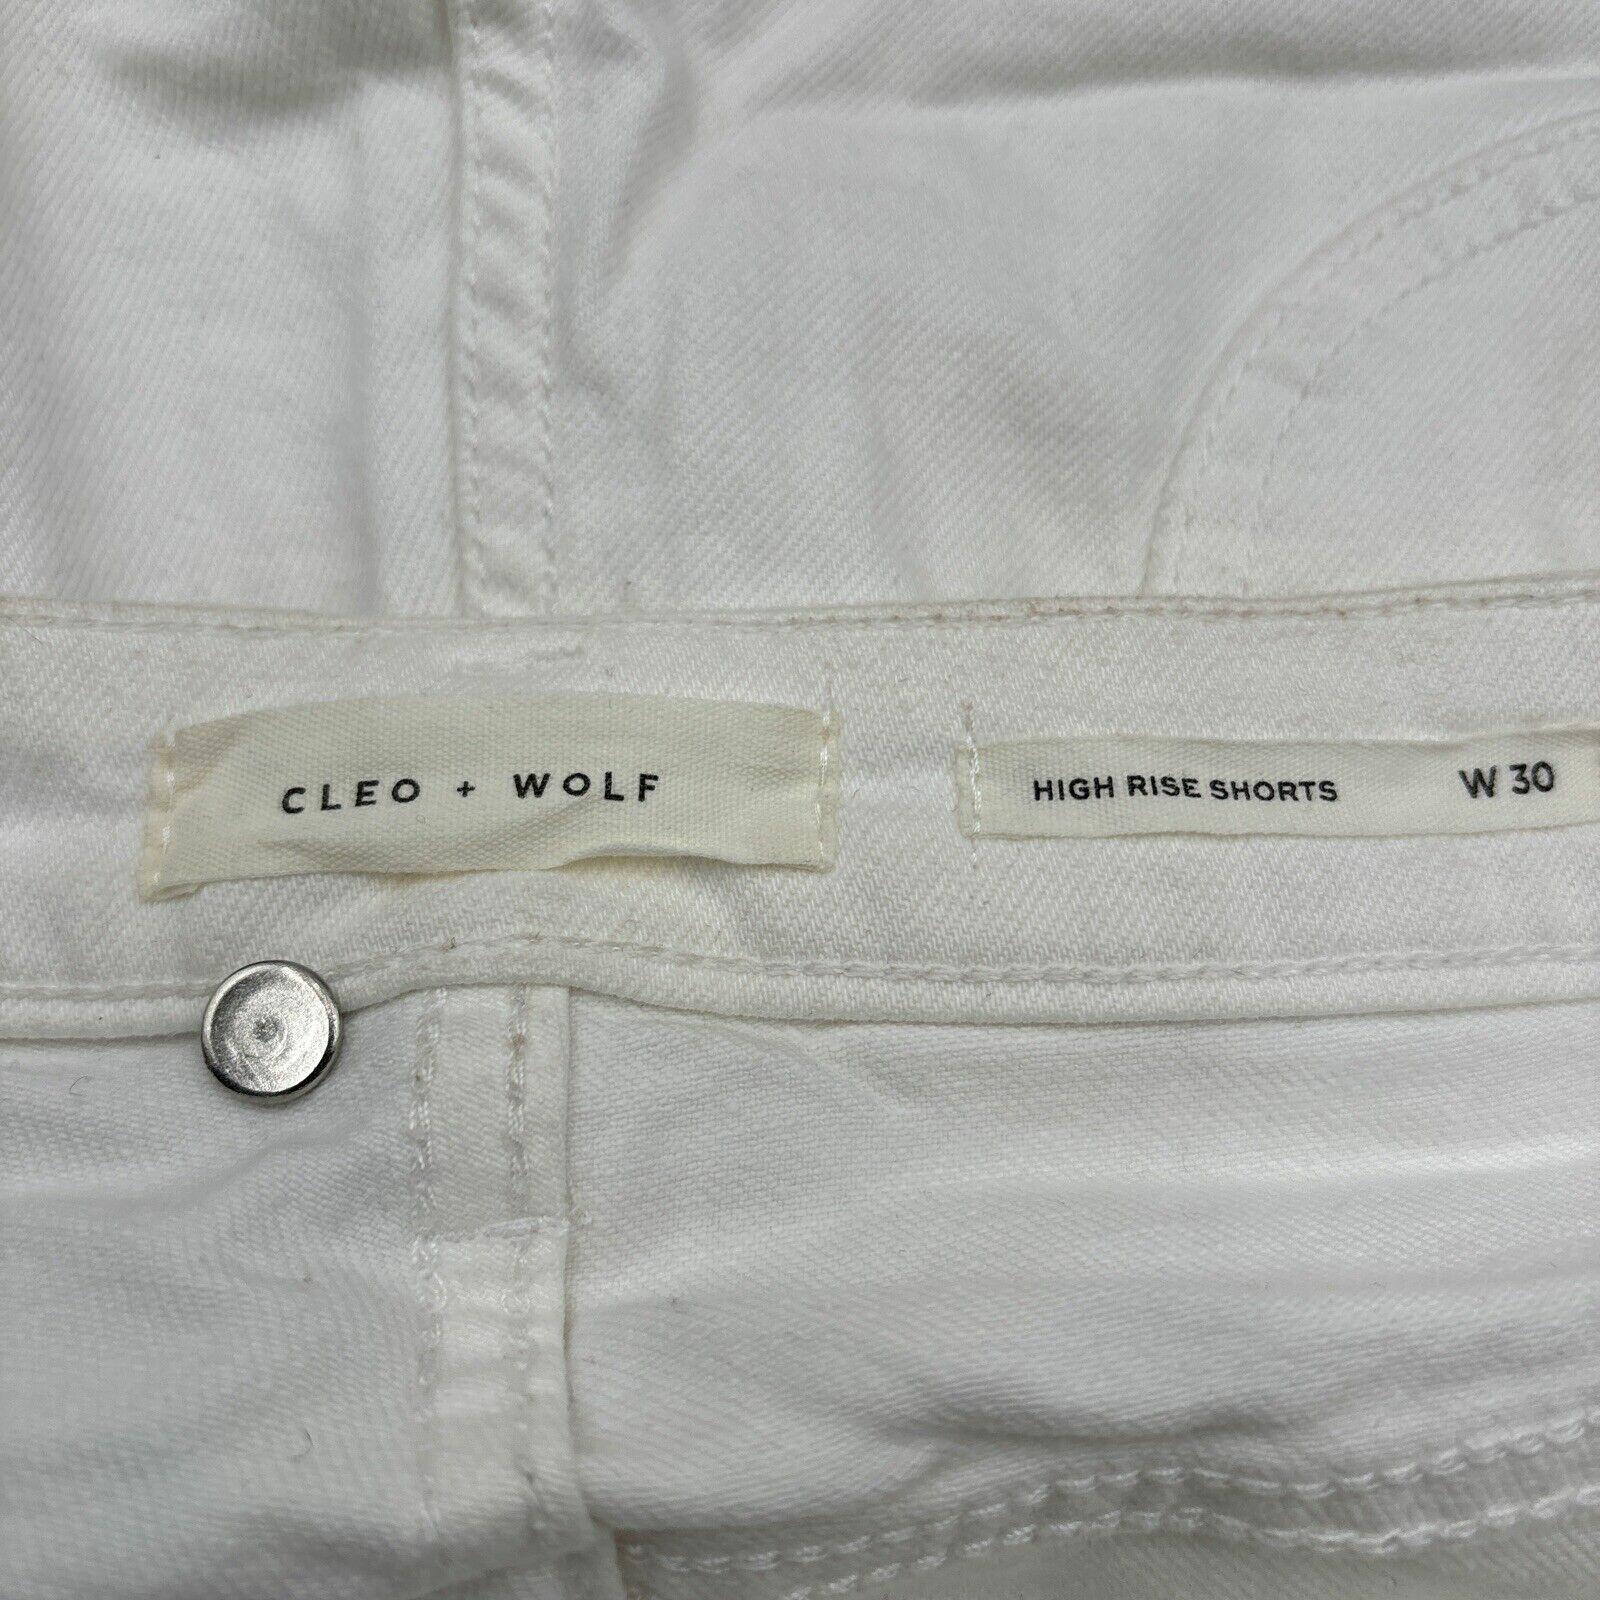 CLEO + WOLF
HIGH RISE SHORTS W 30